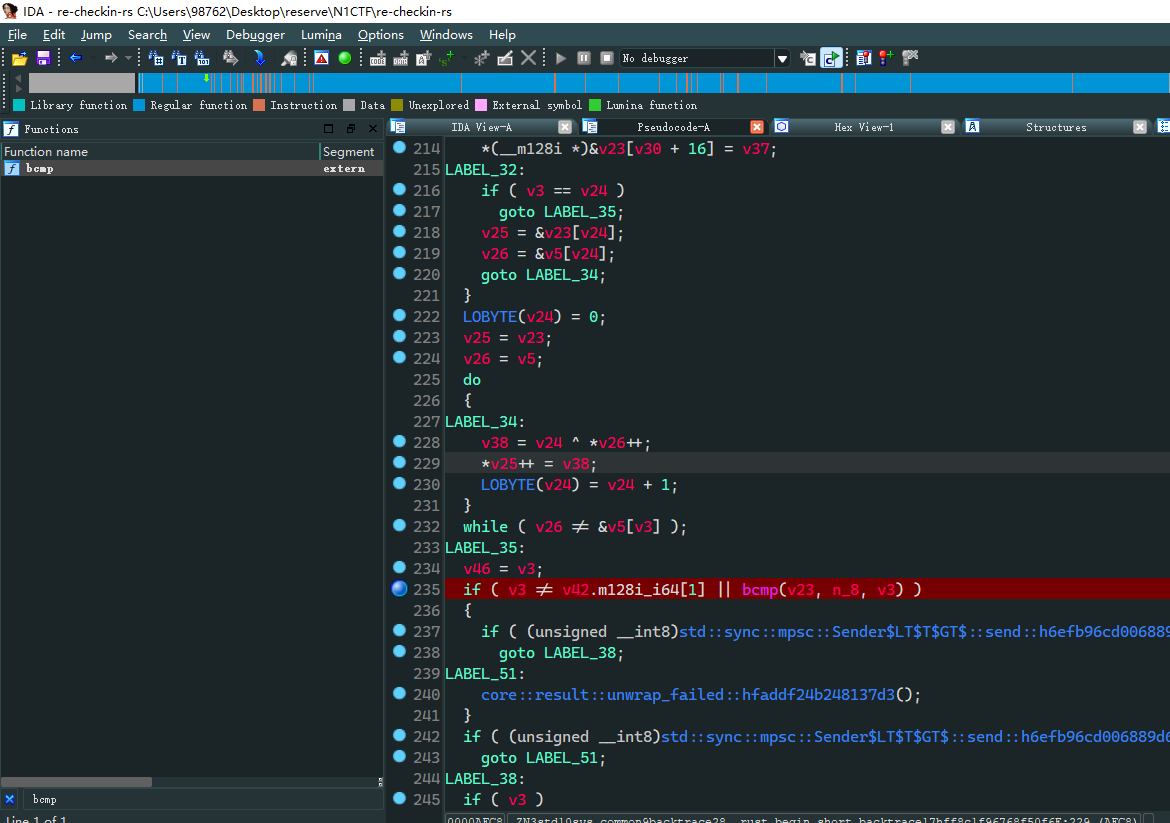 IDA - re-checkin-rs C:\Users\98762\Desktop\reserve\N1CTF\re-checkin-rs
File Edit Jump Search View Debugger Lumina Options Windows Help
No debugger
Library function Regular function Instruction Data Unexplored External symbol Lumina function
Functions
IDA View-A Pseudocode-A Hex View-1 Structures
Function name Segment
bcmp extern
214 *(__m128i *)&v23[v30 + 16] = v37;
215 LABEL_32:
216 if ( v3 == v24 )
217 goto LABEL_35;
218 v25 = &v23[v24];
219 v26 = &v5[v24];
220 goto LABEL_34;
221 }
222 LOBYTE(v24) = 0;
223 v25 = v23;
224 v26 = v5;
225 do
226 {
227 LABEL_34:
228 v38 = v24 ^ *v26++;
229 *v25++ = v38;
230 LOBYTE(v24) = v24 + 1;
231 }
232 while ( v26 ≠ &v5[v3] );
233 LABEL_35:
234 v46 = v3;
235 if ( v3 ≠ v42.m128i_i64[1] || bcmp(v23, n_8, v3) )
236 {
237 if ( (unsigned __int8)std::sync::mpsc::Sender$LT$T$GT$::send::h6efb96cd006889
238 goto LABEL_38;
239 LABEL_51:
240 core::result::unwrap_failed::hfaddf24b248137d3();
241 }
242 if ( (unsigned __int8)std::sync::mpsc::Sender$LT$T$GT$::send::h6efb96cd006889d6
243 goto LABEL_51;
244 LABEL_38:
245 if ( v3 )
bcmp
Line 1 of 1